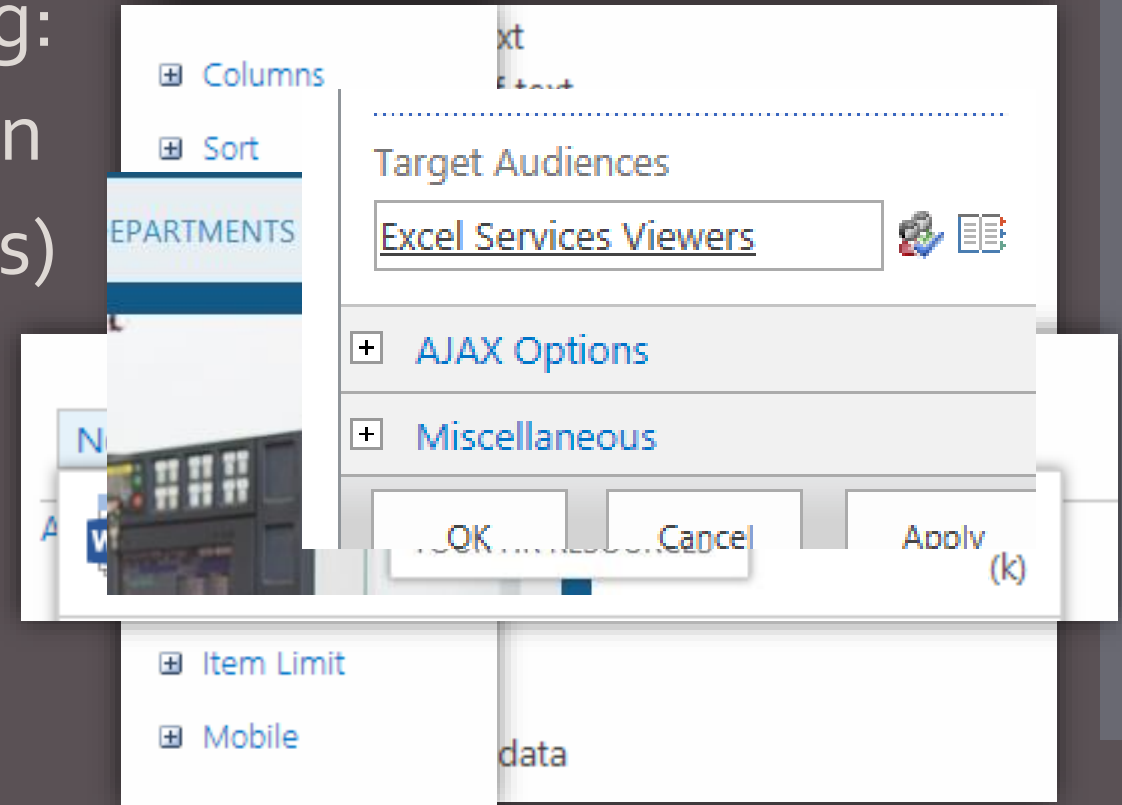 g:
n
s)
xt
Columns
Sort
EPARTMENTS
Target Audiences
Excel Services Viewers
AJAX Options
Miscellaneous
OK
Cancel
Apply
(k)
Item Limit
Mobile
data